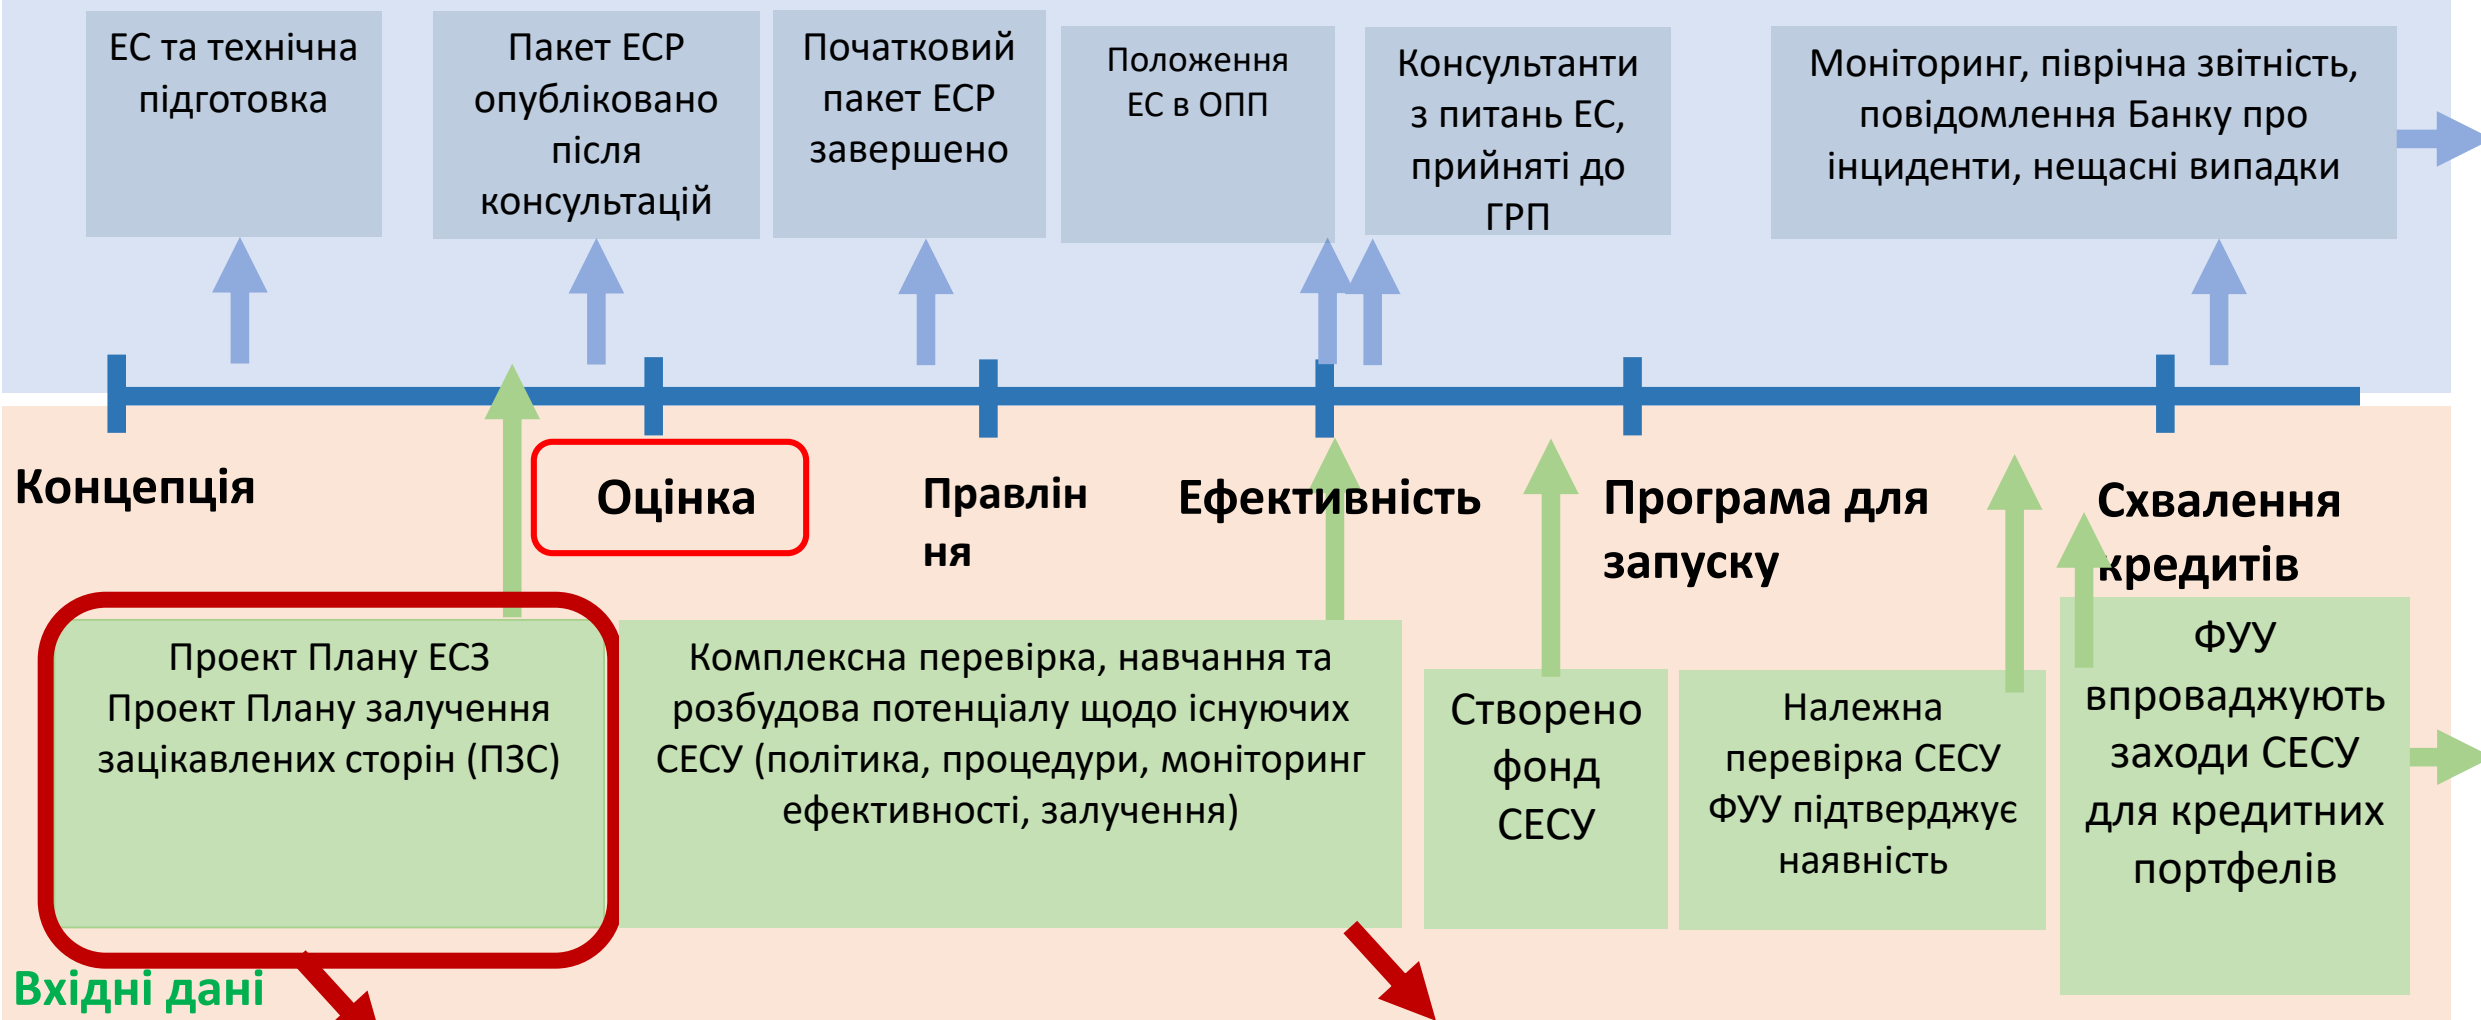 ЕС та технічна
підготовка
Пакет ЕСР
опубліковано
після
консультацій
Початковий
пакет ЕСР
завершено
Положення
ЕС в ОПП
Консультанти
з питань ЕС,
прийняті до
ГРП
Моніторинг, піврічна звітність,
повідомлення Банку про
інциденти, нещасні випадки
Концепція
Оцінка
Правлін
ня
Ефективність
Програма для
запуску
Схвалення
кредитів
Проект Плану ЕСЗ
Проект Плану залучення
зацікавлених сторін (ПЗС)
Комплексна перевірка, навчання та
розбудова потенціалу щодо існуючих
СЕСУ (політика, процедури, моніторинг
ефективності, залучення)
Створено
фонд
СЕСУ
Належна
перевірка СЕСУ
ФУУ підтверджує
наявність
ФУУ
впроваджують
заходи СЕСУ
для кредитних
портфелів
Вхідні дані